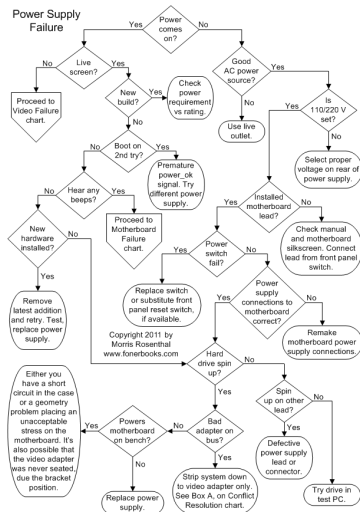 Power Supply
Failure
Power
comes
on?
Yes
No
Live
screen?
No
Yes
Good
AC power
source?
Yes
No
Proceed to
Video Failure
chart.
New
build?
Yes
No
Check
power
requirement
vs rating.
Use live
outlet.
Is
110/220 V
set?
Yes
No
Boot on
2nd try?
No
Yes
Premature
power_ok
signal. Try
different power
supply.
Select proper
voltage on rear of
power supply.
Hear any
beeps?
No
Yes
Proceed to
Motherboard
Failure
chart.
Installed
motherboard
lead?
Yes
No
Check manual
and motherboard
silkscreen. Connect
lead from front panel
switch.
New
hardware
installed?
No
Yes
Power
switch
fail?
Yes
No
Remove
latest addition
and retry. Test,
replace power
supply.
Replace switch
or substitute front
panel reset switch,
if available.
Power
supply
connections to
motherboard
correct?
Yes
No
Remake
motherboard power
supply connections.
Copyright 2011 by
Morris Rosenthal
www.fonerbooks.com
Hard
drive spin
up?
Yes
No
Either you
have a short
circuit in the case
or a geometry
problem placing an
unacceptable
stress on the
motherboard. It's
also possible that
the video adapter
was never seated,
due the bracket
position.
Yes
Powers
motherboard
on bench?
No
No
Bad
adapter on
bus?
Yes
Spin
up on other
lead?
Yes
No
Defective
power supply
lead or
connector.
Replace power
supply.
Strip system down
to video adapter only.
See Box A, on Conflict
Resolution chart.
Try drive in
test PC.